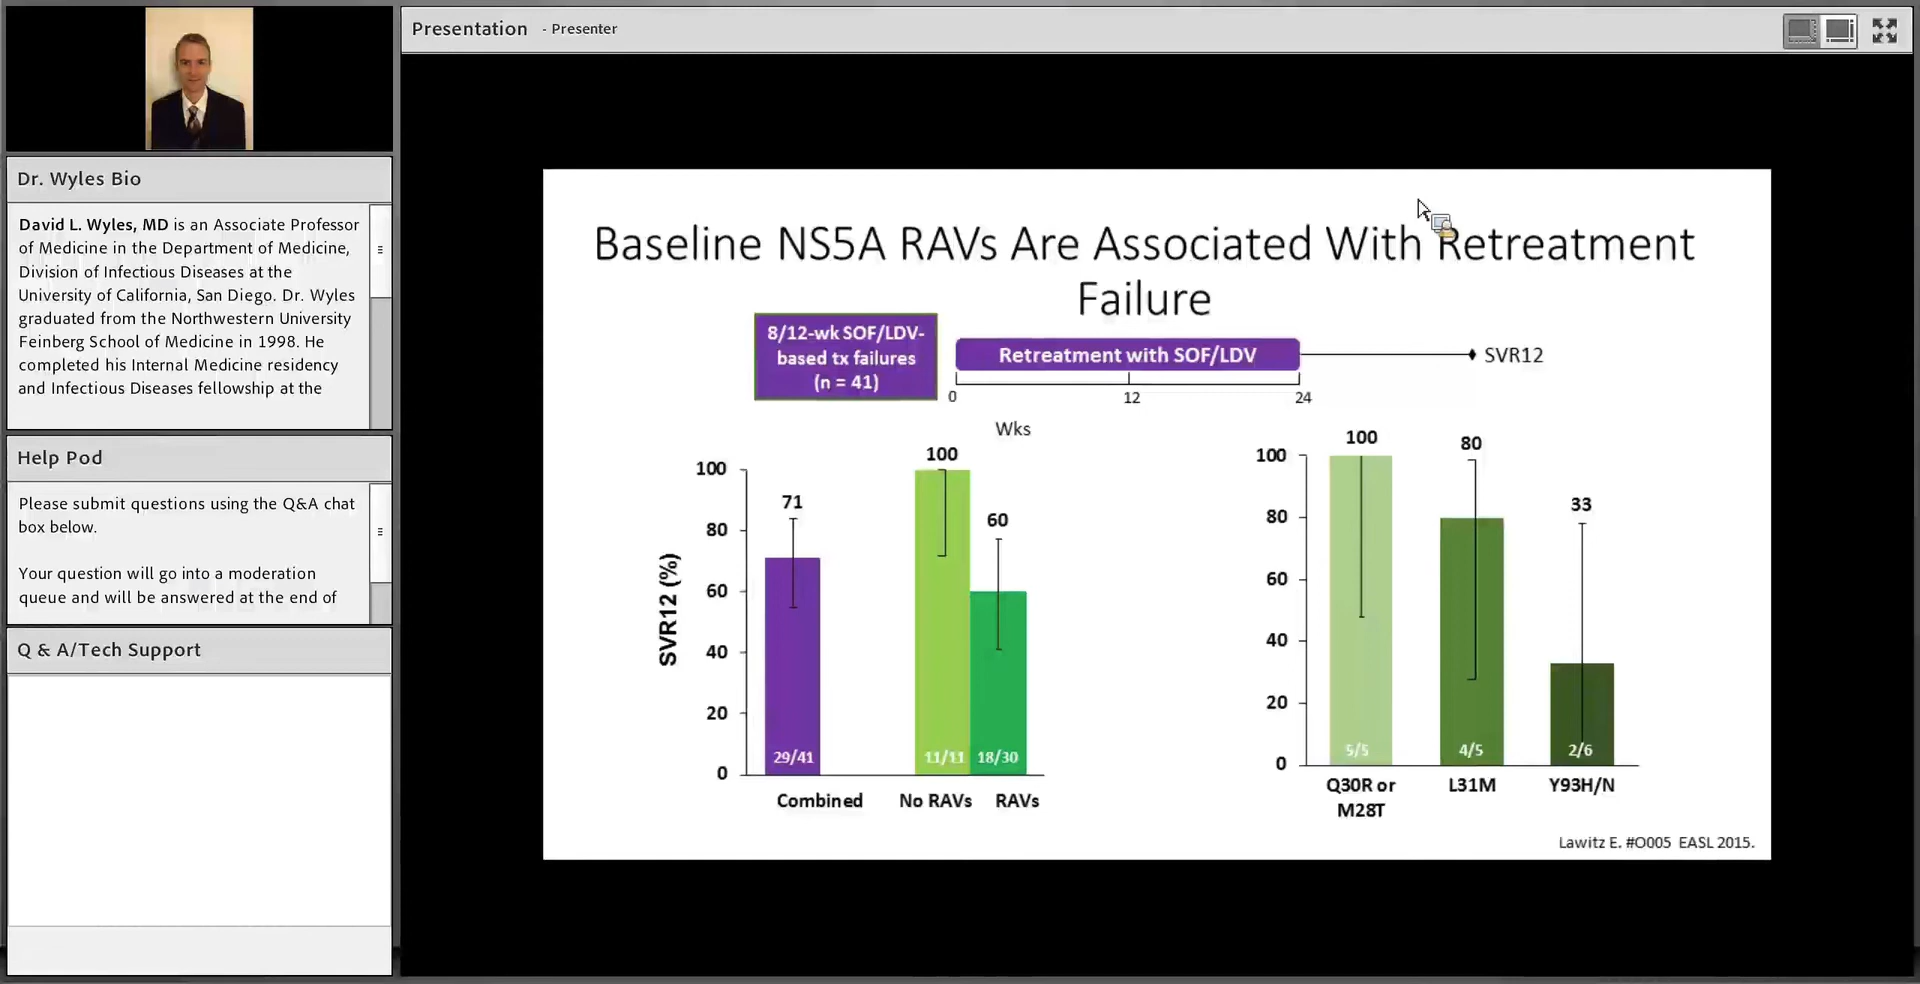 Presentation - Presenter
Dr. Wyles Bio
David L. Wyles, MD is an Associate Professor
of Medicine in the Department of Medicine,
Division of Infectious Diseases at the
University of California, San Diego. Dr. Wyles
graduated from the Northwestern University
Feinberg School of Medicine in 1998. He
completed his Internal Medicine residency
and Infectious Diseases fellowship at the
Help Pod
Please submit questions using the Q&A chat
box below.
Your question will go into a moderation
queue and will be answered at the end of
Q & A/Tech Support
Baseline NS5A RAVs Are Associated With Retreatment
Failure
8/12-wk SOF/LDV-
based tx failures
(n = 41)
Retreatment with SOF/LDV
SVR12
0 12 24
Wks
SVR12 (%)
100
80
60
40
20
0
71
100
60
29/41
11/11
18/30
Combined
No RAVs
RAVs
100
80
60
40
20
0
100
80
33
5/5
4/5
2/6
Q30R or
M28T
L31M
Y93H/N
Lawitz E. #O005 EASL 2015.